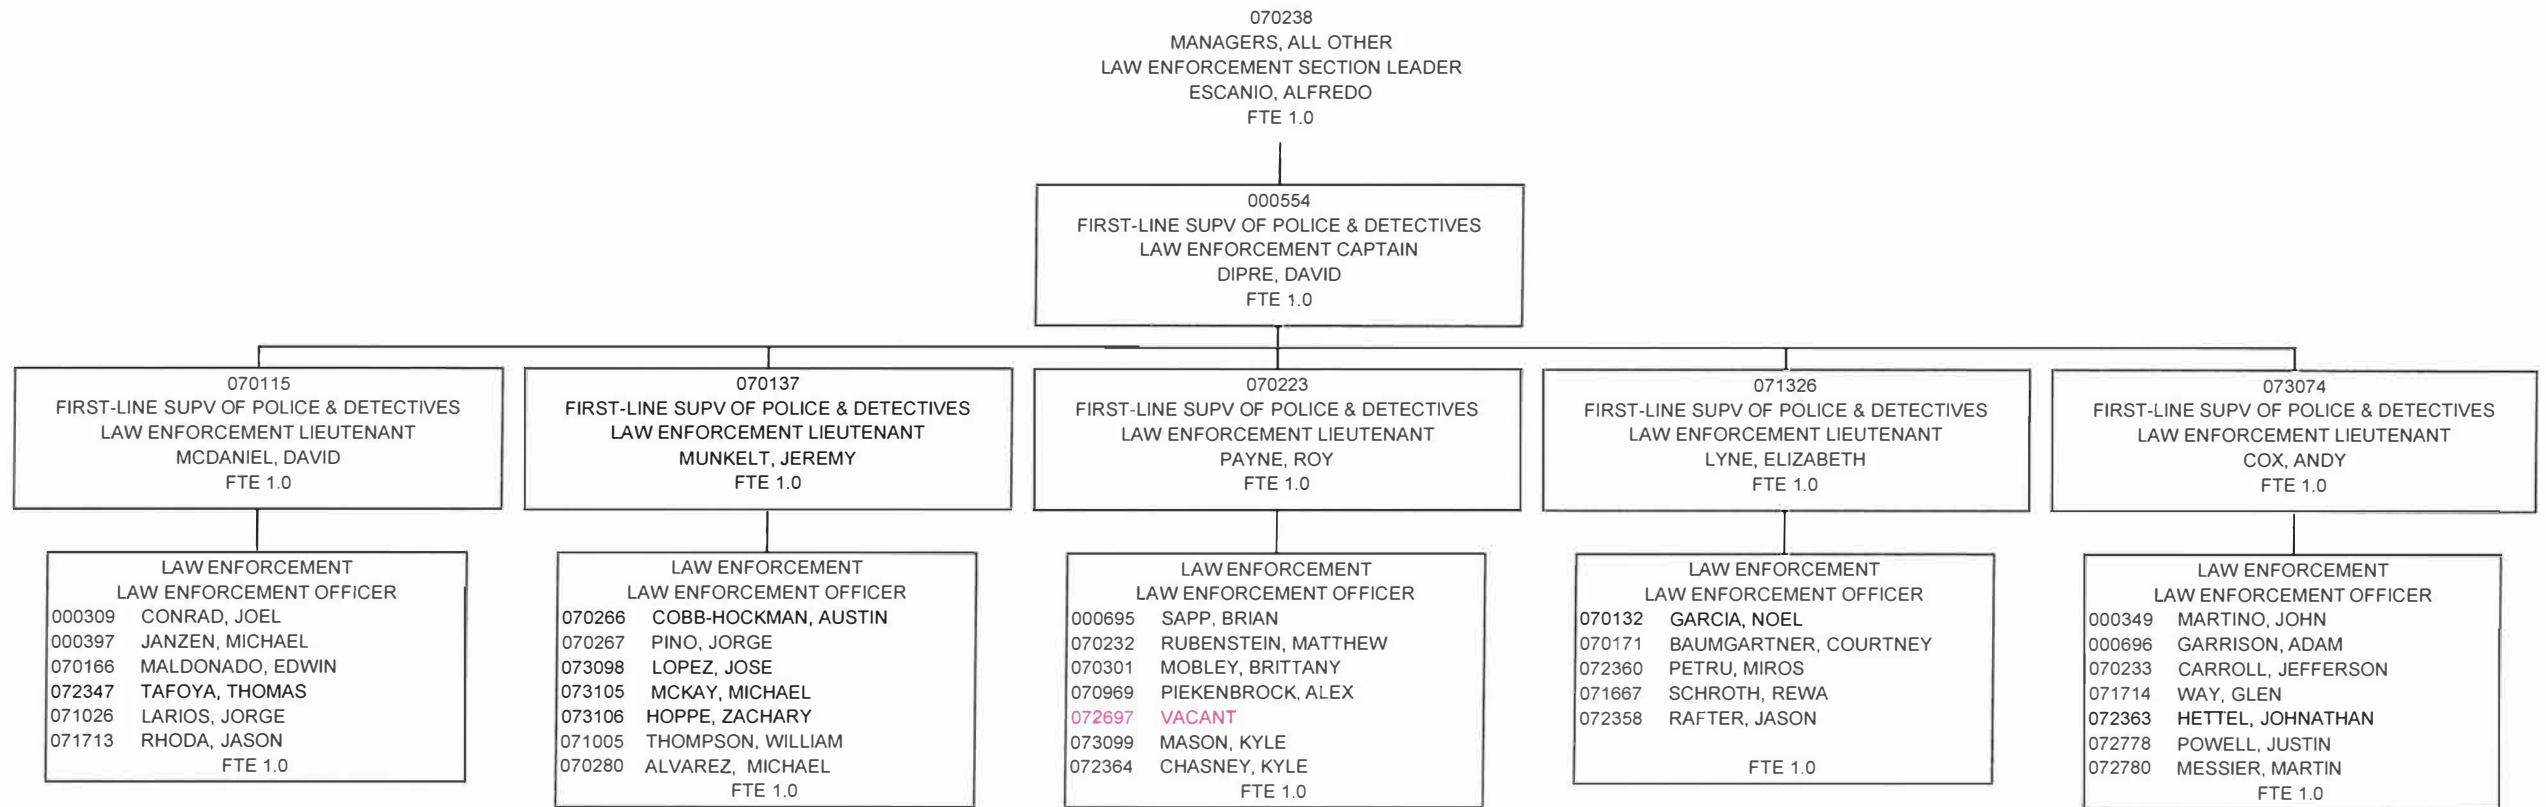 070238
MANAGERS, ALL OTHER
LAW ENFORCEMENT SECTION LEADER
ESCANIO, ALFREDO
FTE 1.0
000554
FIRST-LINE SUPV OF POLICE & DETECTIVES
LAW ENFORCEMENT CAPTAIN
DIPRE, DAVID
FTE 1.0
070115
FIRST-LINE SUPV OF POLICE & DETECTIVES
LAW ENFORCEMENT LIEUTENANT
MCDANIEL, DAVID
FTE 1.0
070137
FIRST-LINE SUPV OF POLICE & DETECTIVES
LAW ENFORCEMENT LIEUTENANT
MUNKELT, JEREMY
FTE 1.0
070223
FIRST-LINE SUPV OF POLICE & DETECTIVES
LAW ENFORCEMENT LIEUTENANT
PAYNE, ROY
FTE 1.0
071326
FIRST-LINE SUPV OF POLICE & DETECTIVES
LAW ENFORCEMENT LIEUTENANT
LYNE, ELIZABETH
FTE 1.0
073074
FIRST-LINE SUPV OF POLICE & DETECTIVES
LAW ENFORCEMENT LIEUTENANT
COX, ANDY
FTE 1.0
LAW ENFORCEMENT
LAW ENFORCEMENT OFFICER
000309 CONRAD, JOEL
000397 JANZEN, MICHAEL
070166 MALDONADO, EDWIN
072347 TAFOYA, THOMAS
071026 LARIOS, JORGE
071713 RHODA, JASON
FTE 1.0
LAW ENFORCEMENT
LAW ENFORCEMENT OFFICER
070266 COBB-HOCKMAN, AUSTIN
070267 PINO, JORGE
073098 LOPEZ, JOSE
073105 MCKAY, MICHAEL
073106 HOPPE, ZACHARY
071005 THOMPSON, WILLIAM
070280 ALVAREZ, MICHAEL
FTE 1.0
LAW ENFORCEMENT
LAW ENFORCEMENT OFFICER
000695 SAPP, BRIAN
070232 RUBENSTEIN, MATTHEW
070301 MOBLEY, BRITTANY
070969 PIEKENBROCK, ALEX
072697 VACANT
073099 MASON, KYLE
072364 CHASNEY, KYLE
FTE 1.0
LAW ENFORCEMENT
LAW ENFORCEMENT OFFICER
070132 GARCIA, NOEL
070171 BAUMGARTNER, COURTNEY
072360 PETRU, MIROS
071667 SCHROTH, REWA
072358 RAFTER, JASON
FTE 1.0
LAW ENFORCEMENT
LAW ENFORCEMENT OFFICER
000349 MARTINO, JOHN
000696 GARRISON, ADAM
070233 CARROLL, JEFFERSON
071714 WAY, GLEN
072363 HETTEL, JOHNATHAN
072778 POWELL, JUSTIN
072780 MESSIER, MARTIN
FTE 1.0